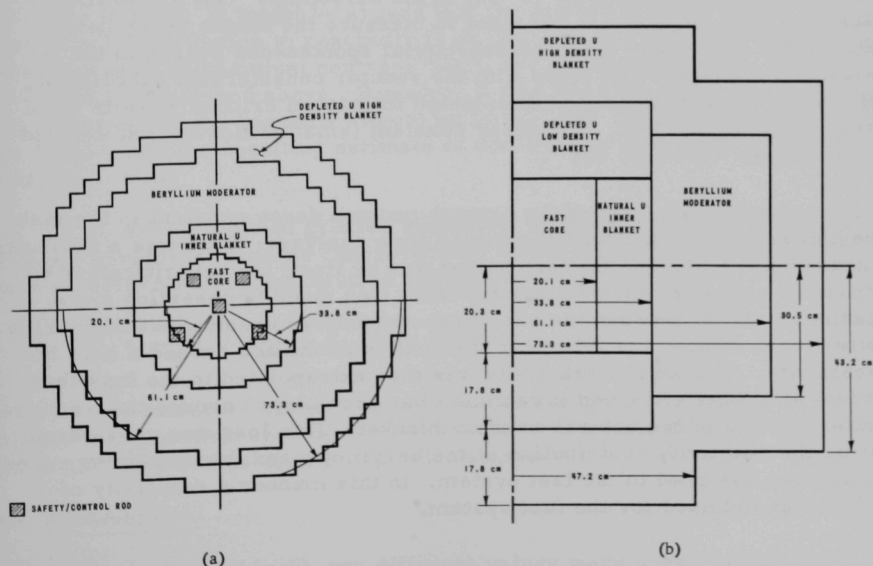 DEPLETED U HIGH
DENSITY BLANKET
BERYLLIUM MODERATOR
NATURAL U
INNER BLANKET
FAST
CORE
20.1 cm
33.8 cm
61.1 cm
73.3 cm
SAFETY/CONTROL ROD
(a)
DEPLETED U
HIGH DENSITY
BLANKET
DEPLETED U
LOW DENSITY
BLANKET
FAST
CORE
NATURAL U
INNER
BLANKET
BERYLLIUM
MODERATOR
20.1 cm
33.8 cm
61.1 cm
73.3 cm
20.3 cm
30.5 cm
43.2 cm
17.8 cm
17.8 cm
47.2 cm
(b)